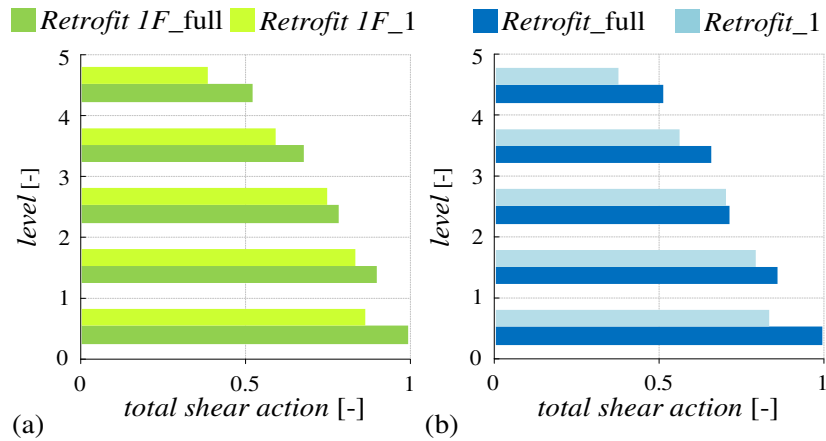 Retrofit 1F_full Retrofit 1F_1
5
4
3
2
1
0
level [-]
0 0.5 1
total shear action [-]
(a)
Retrofit_full Retrofit_1
5
4
3
2
1
0
level [-]
0 0.5 1
total shear action [-]
(b)